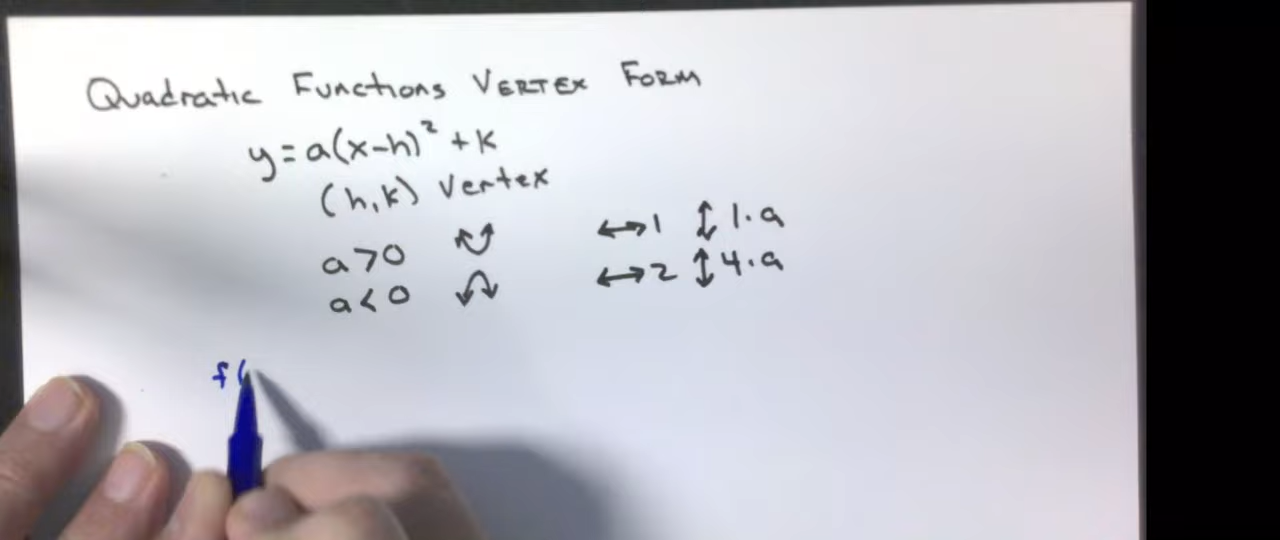 Quadratic Functions VERTEX FORM
y=a(x-h)²+k
(h,k) Vertex
a>0 ↔1 ↕1·a
a<0 ↔2 ↕4·a
f(